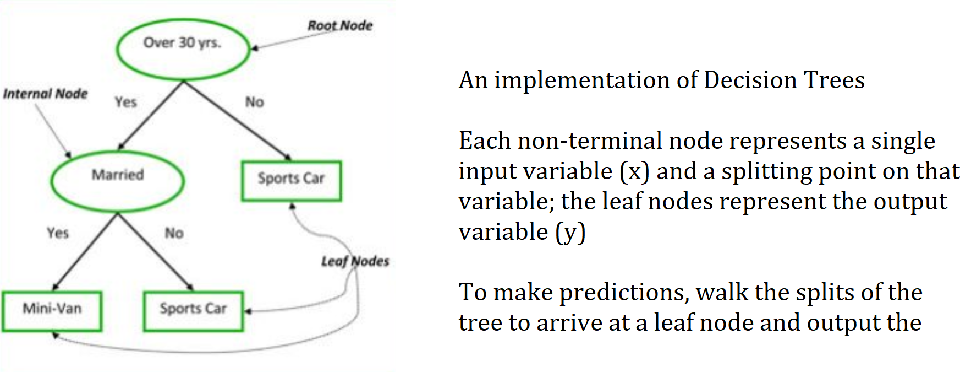 Root Node
Over 30 yrs.
Internal Node
Yes
No
Married
Sports Car
Yes
No
Leaf Nodes
Mini-Van
Sports Car
An implementation of Decision Trees
Each non-terminal node represents a single
input variable (x) and a splitting point on that
variable; the leaf nodes represent the output
variable (y)
To make predictions, walk the splits of the
tree to arrive at a leaf node and output the